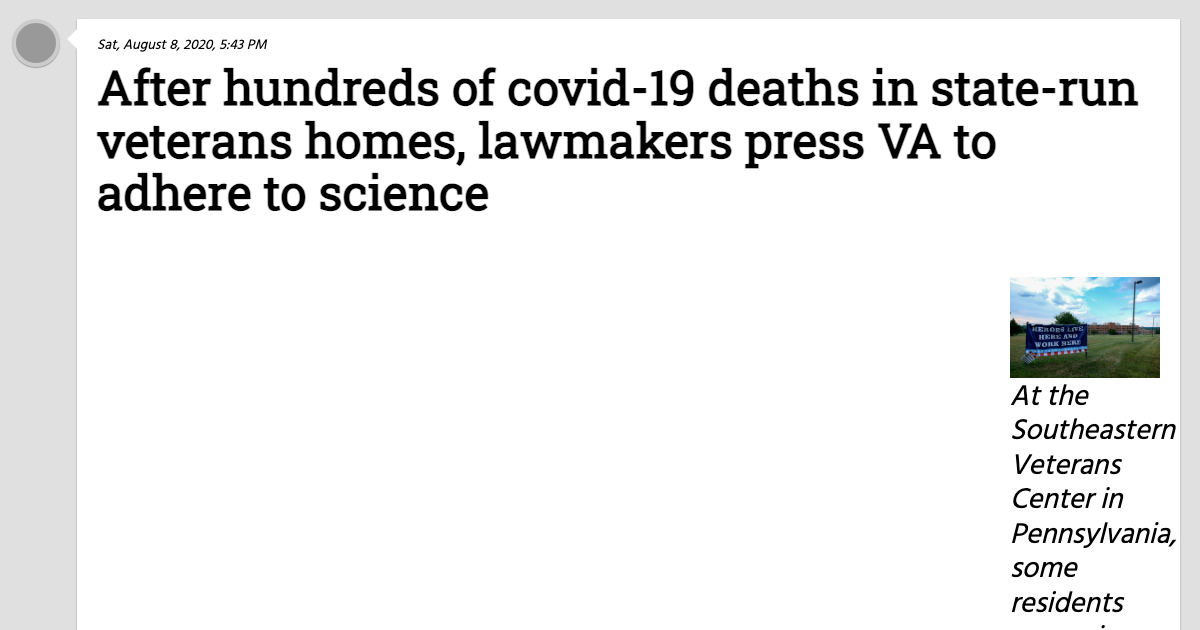 Sat, August 8, 2020, 5:43 PM
After hundreds of covid-19 deaths in state-run
veterans homes, lawmakers press VA to
adhere to science
HEROES LIVE
HERE AND
WORK HERE
At the
Southeastern
Veterans
Center in
Pennsylvania,
some
residents